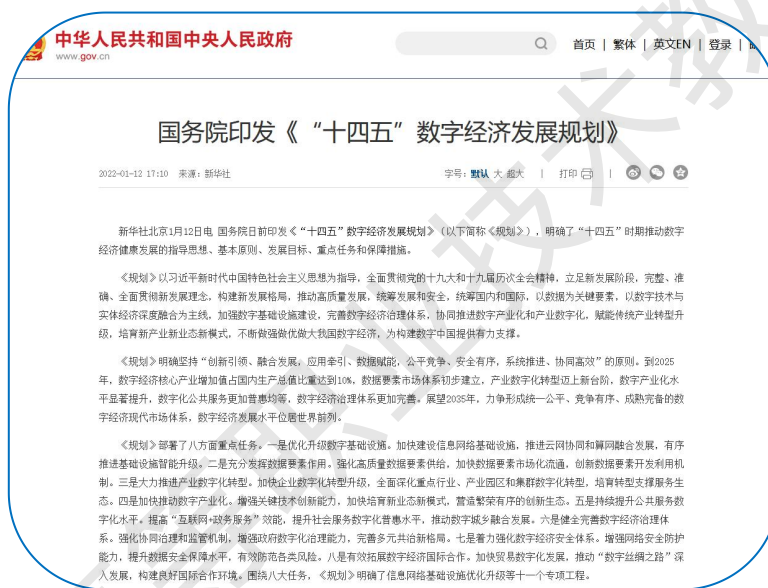 中华人民共和国中央人民政府
www.gov.cn
首页 | 繁体 | 英文EN | 登录 |
国务院印发《“十四五”数字经济发展规划》
2022-01-12 17:10 来源：新华社
字号：默认 大 超大 | 打印 |
新华社北京1月12日电 国务院日前印发《“十四五”数字经济发展规划》（以下简称《规划》），明确了“十四五”时期推动数字
经济健康发展的指导思想、基本原则、发展目标、重点任务和保障措施。
《规划》以习近平新时代中国特色社会主义思想为指导，全面贯彻党的十九大和十九届历次全会精神，立足新发展阶段，完整、准
确、全面贯彻新发展理念，构建新发展格局，推动高质量发展，统筹发展和安全，统筹国内和国际，以数据为关键要素，以数字技术与
实体经济深度融合为主线，加强数字基础设施建设，完善数字经济治理体系，协同推进数字产业化和产业数字化，赋能传统产业转型升
级，培育新产业新业态新模式，不断做强做优做大我国数字经济，为构建数字中国提供有力支撑。
《规划》明确坚持“创新引领、融合发展，应用牵引、数据赋能，公平竞争、安全有序，系统推进、协同高效”的原则。到2025
年，数字经济核心产业增加值占国内生产总值比重达到10%，数据要素市场体系初步建立，产业数字化转型迈上新台阶，数字产业化水
平显著提升，数字化公共服务更加普惠均等，数字经济治理体系更加完善。展望2035年，力争形成统一公平、竞争有序、成熟完备的数
字经济现代市场体系，数字经济发展水平位居世界前列。
《规划》部署了八方面重点任务。一是优化升级数字基础设施。加快建设信息网络基础设施，推进云网协同和算网融合发展，有序
推进基础设施智能升级。二是充分发挥数据要素作用。强化高质量数据要素供给，加快数据要素市场化流通，创新数据要素开发利用机
制。三是大力推进产业数字化转型。加快企业数字化转型升级，全面深化重点行业、产业园区和集群数字化转型，培育转型支撑服务生
态。四是加快推动数字产业化。增强关键技术创新能力，加快培育新业态新模式，营造繁荣有序的创新生态。五是持续提升公共服务数
字化水平。提高“互联网+政务服务”效能，提升社会服务数字化普惠水平，推动数字城乡融合发展。六是健全完善数字经济治理体
系。强化协同治理和监管机制，增强政府数字化治理能力，完善多元共治新格局。七是着力强化数字经济安全体系。增强网络安全防护
能力，提升数据安全保障水平，有效防范各类风险。八是有效拓展数字经济国际合作。加快贸易数字化发展，推动“数字丝绸之路”深
入发展，构建良好国际合作环境。围绕八大任务，《规划》明确了信息网络基础设施优化升级等十一个专项工程。
等职业技术教